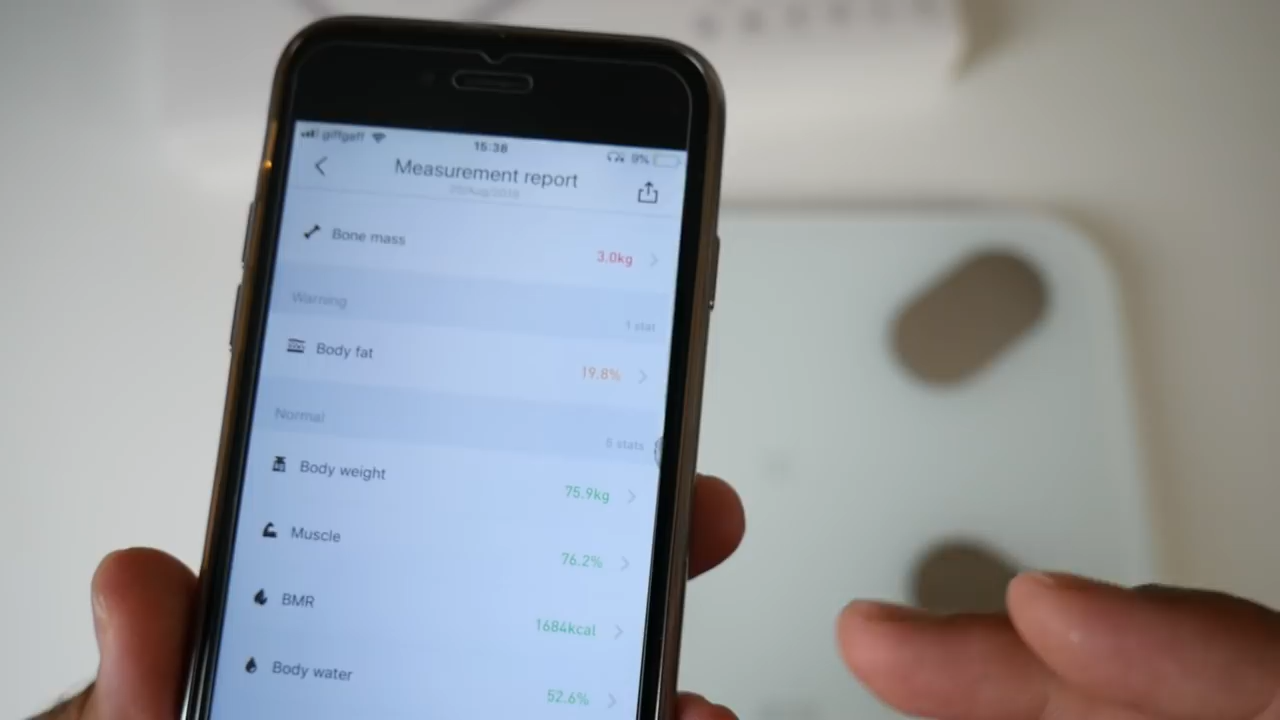 giffgaff 15:38 9%
Measurement report
Bone mass 3.0kg
Warning 1 stat
Body fat 19.8%
Normal 6 stats
Body weight 75.9kg
Muscle 76.2%
BMR 1684kcal
Body water 52.6%